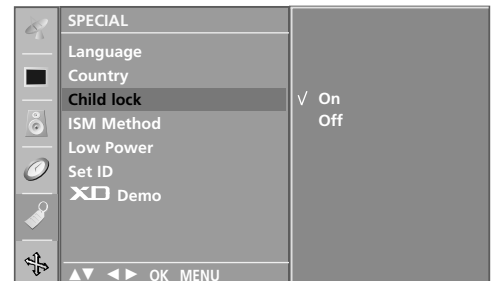 SPECIAL
Language
Country
Child lock
ISM Method
Low Power
Set ID
XD Demo
√ On
Off
▲▼ ◄► OK MENU